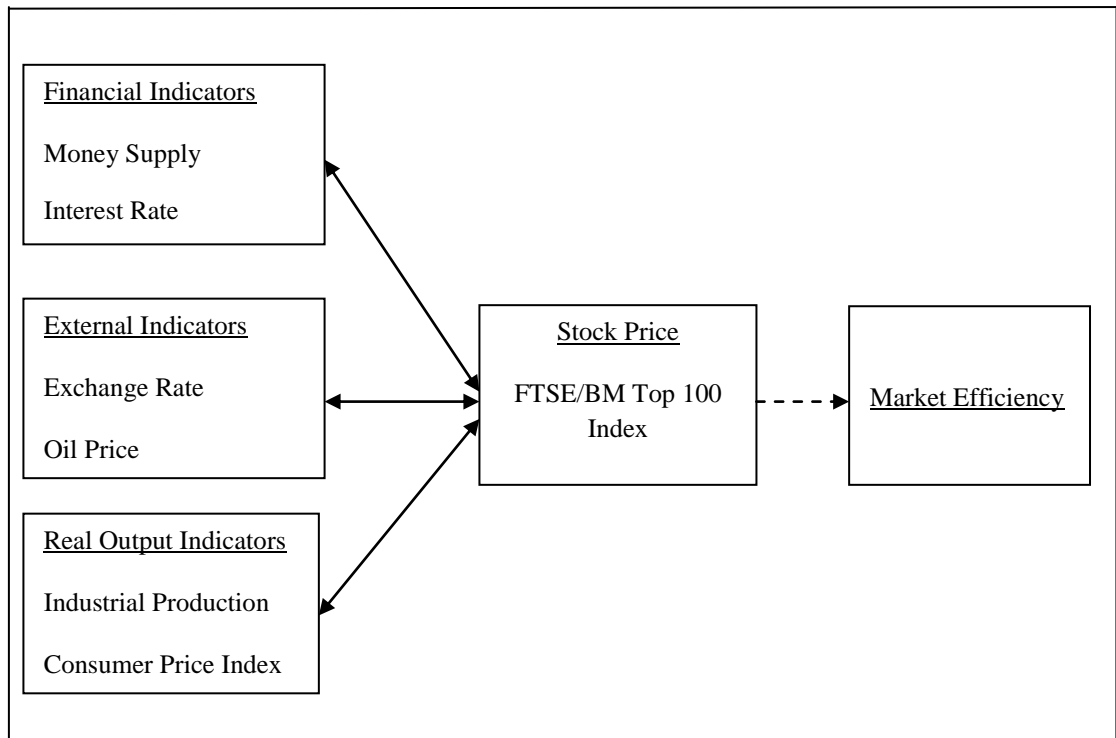 Financial Indicators
Money Supply
Interest Rate
External Indicators
Exchange Rate
Oil Price
Real Output Indicators
Industrial Production
Consumer Price Index
Stock Price
FTSE/BM Top 100
Index
Market Efficiency